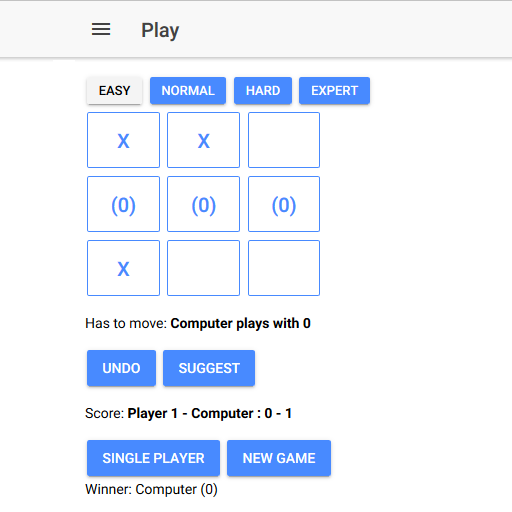 Play
EASY NORMAL HARD EXPERT
X X
(0) (0) (0)
X
Has to move: Computer plays with 0
UNDO SUGGEST
Score: Player 1 - Computer : 0 - 1
SINGLE PLAYER NEW GAME
Winner: Computer (0)